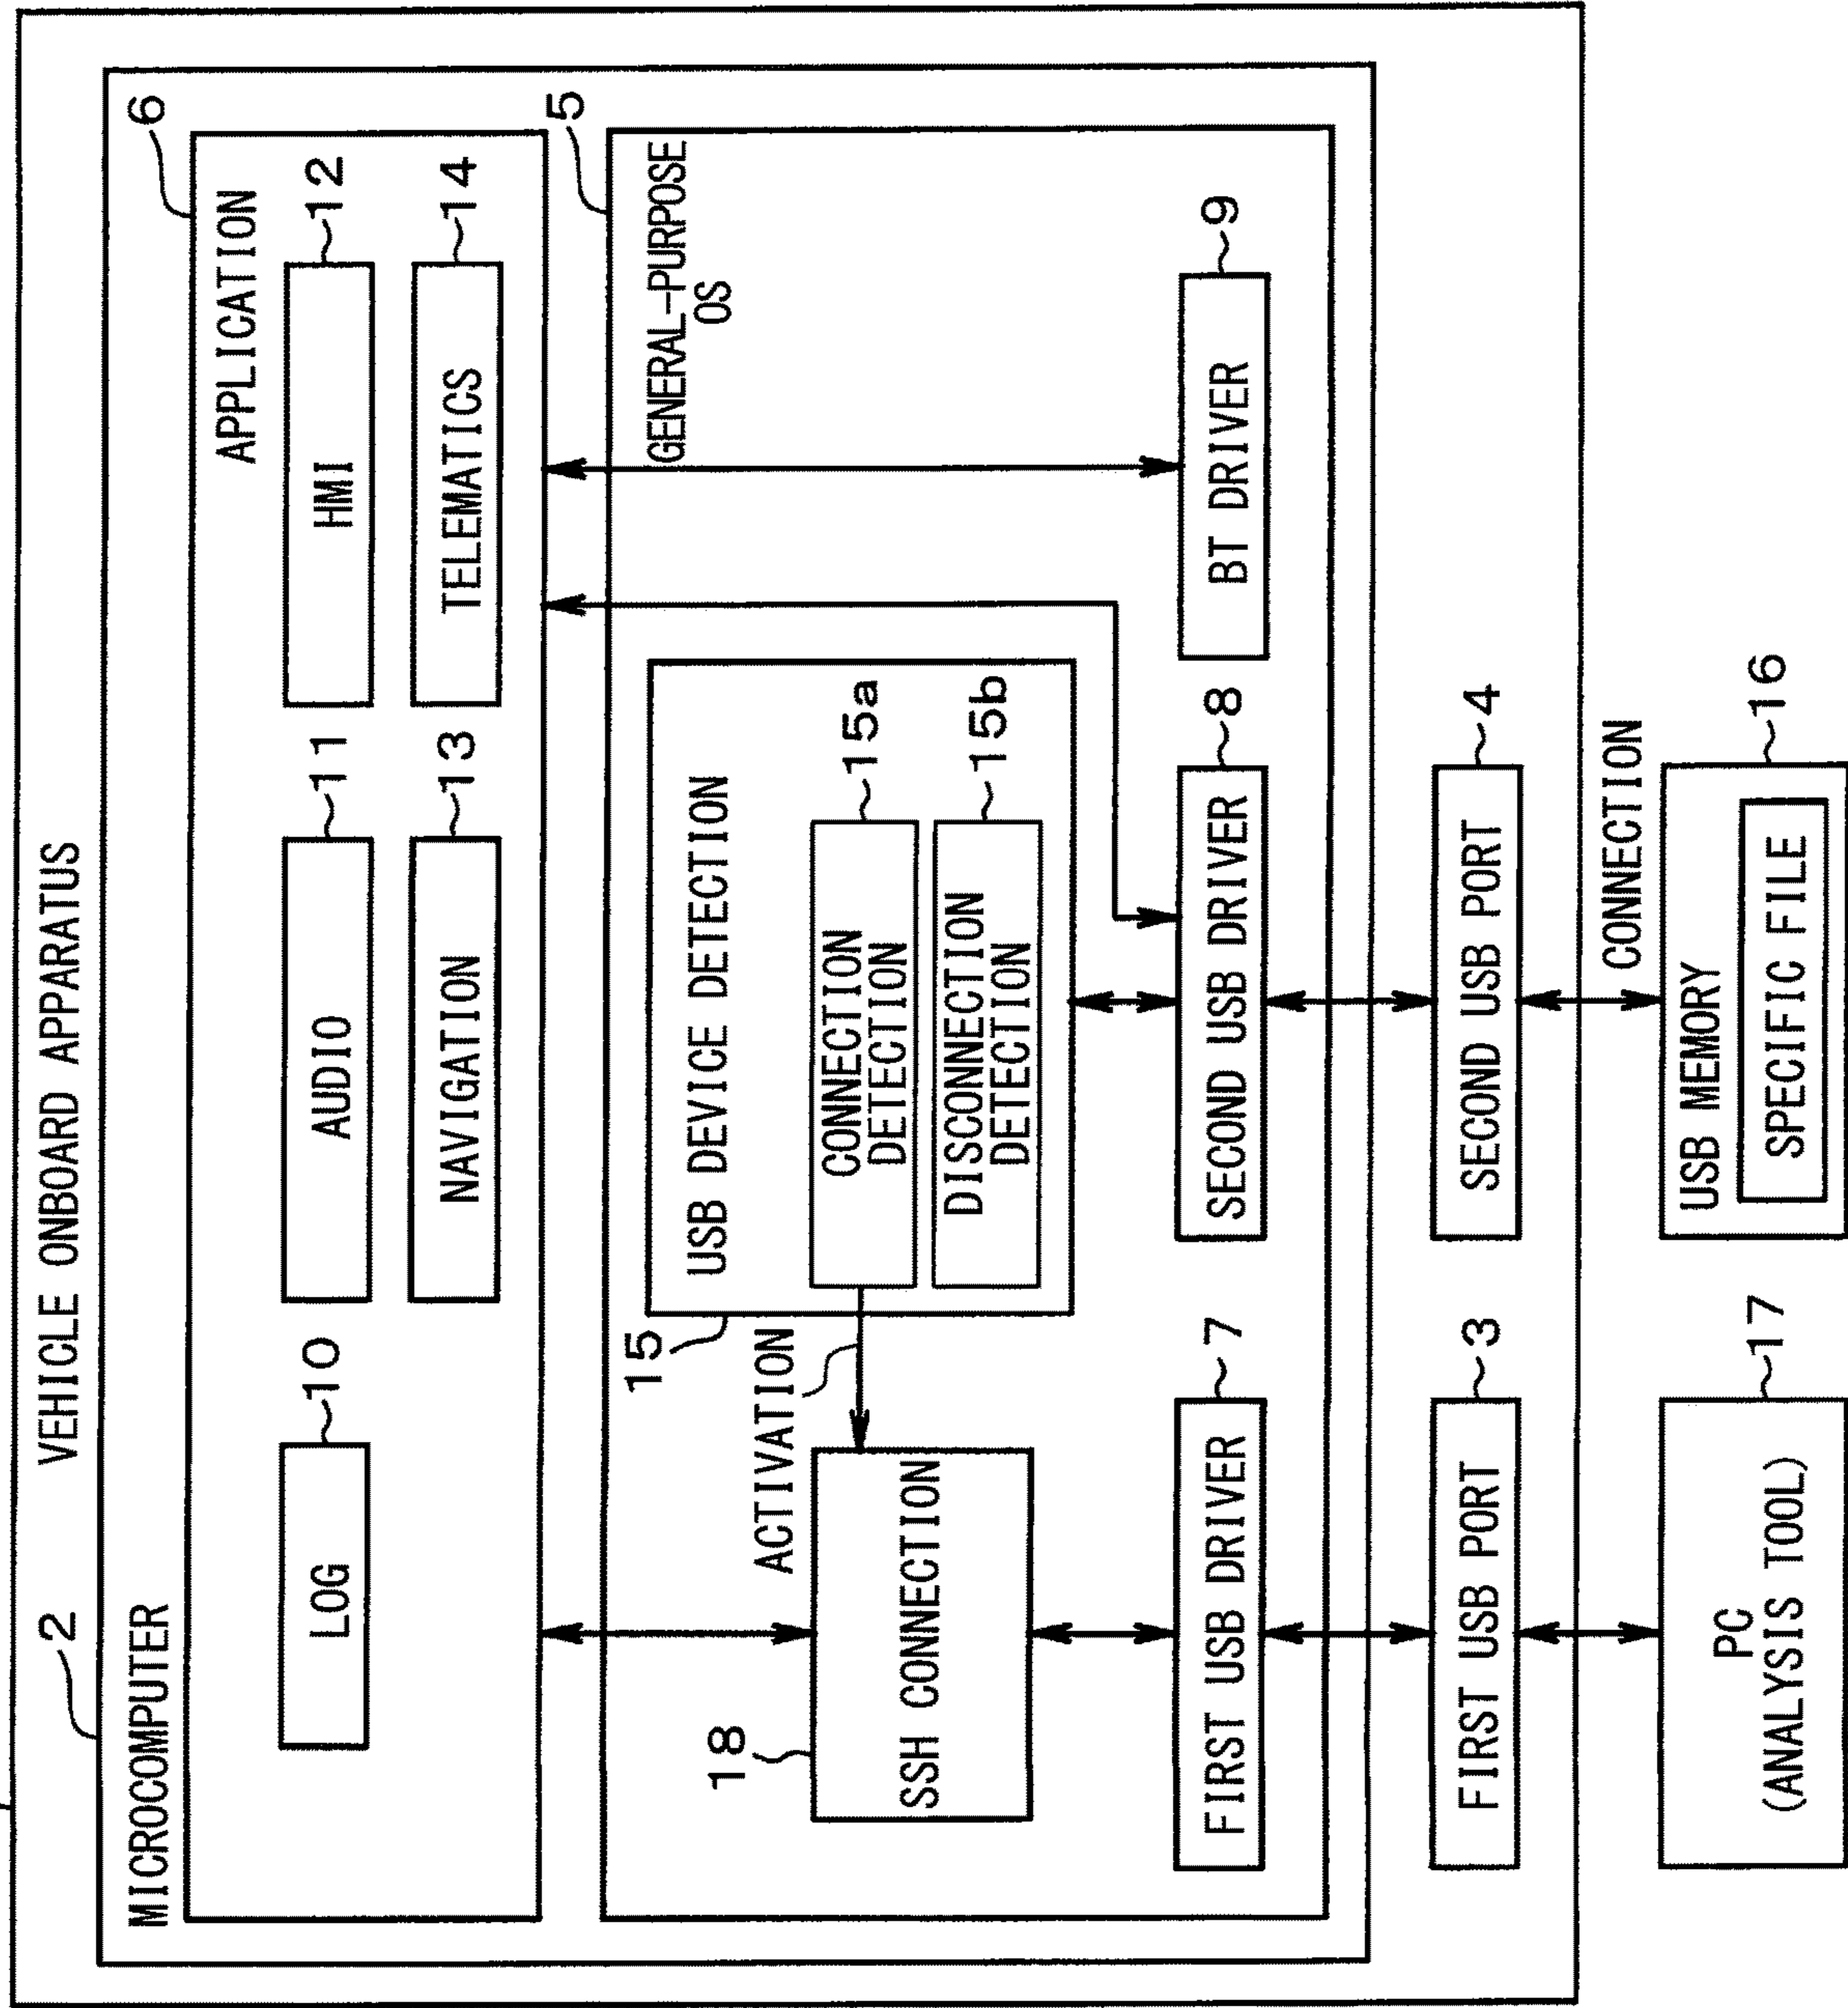 VEHICLE ONBOARD APPARATUS
2
MICROCOMPUTER
6
APPLICATION
LOG
10
AUDIO
11
HMI
12
NAVIGATION
13
TELEMATICS
14
5
GENERAL-PURPOSE
OS
15
USB DEVICE DETECTION
CONNECTION
DETECTION
15a
DISCONNECTION
DETECTION
15b
ACTIVATION
18
SSH CONNECTION
FIRST USB DRIVER
7
SECOND USB DRIVER
8
BT DRIVER
9
FIRST USB PORT
3
SECOND USB PORT
4
CONNECTION
PC
(ANALYSIS TOOL)
17
USB MEMORY
16
SPECIFIC FILE